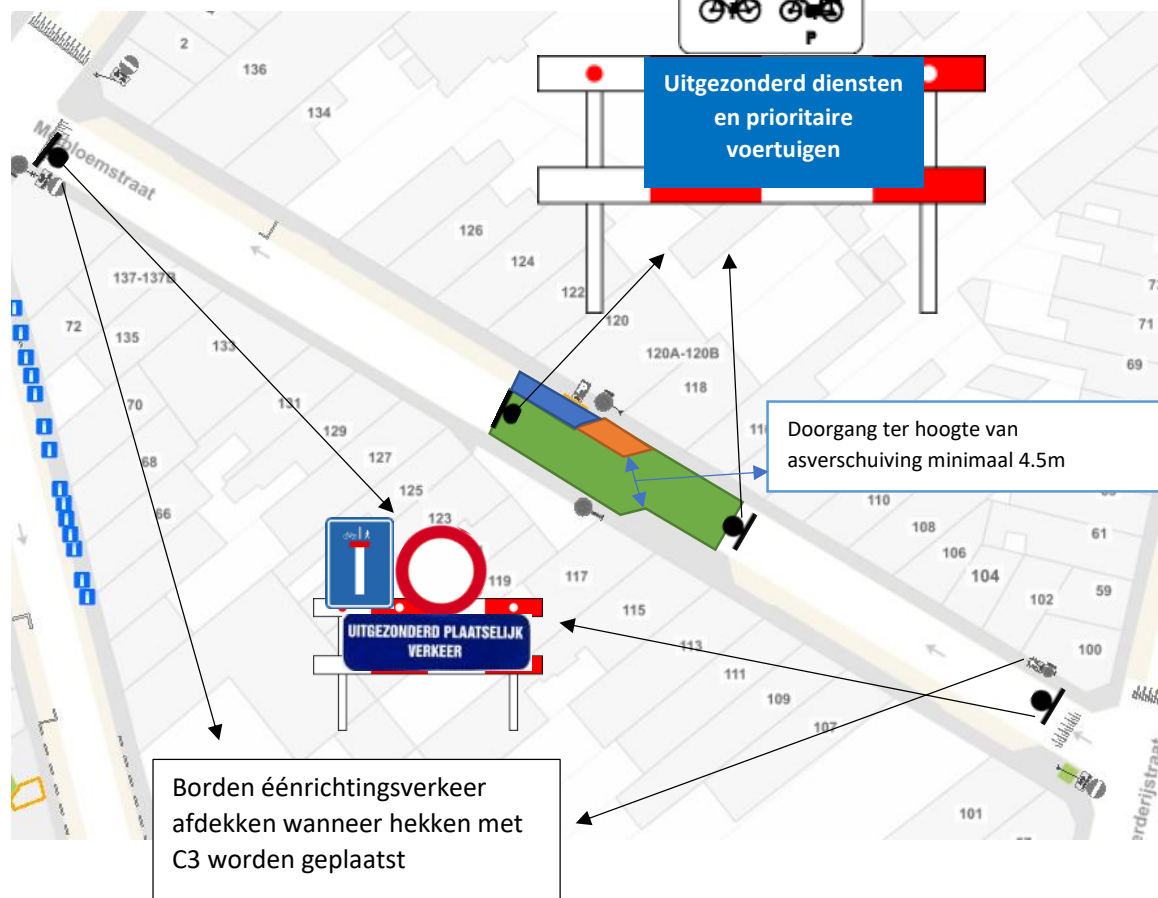 P
Uitgezonderd diensten
en prioritaire
voertuigen
2
136
134
bloemstraat
126
124
122
120
120A-120B
118
137-137B
72
135
133
131
70
129
68
127
66
125
123
119
117
115
113
111
109
107
110
108
106
104
102
100
101
71
69
61
59
Doorgang ter hoogte van
asverschuiving minimaal 4.5m
UITGEZONDERD PLAATSELIJK
VERKEER
Borden éénrichtingsverkeer
afdekken wanneer hekken met
C3 worden geplaatst
erderijstraat